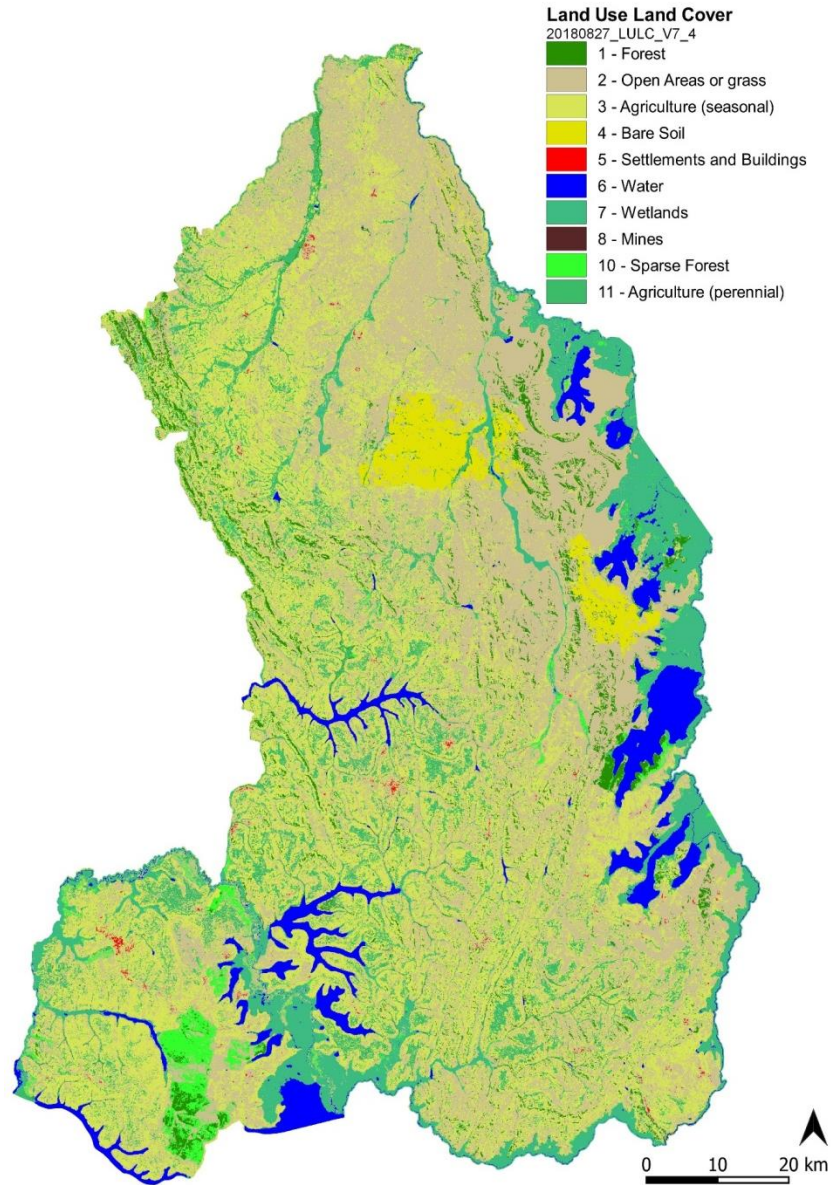 Land Use Land Cover
20180827_LULC_V7_4
1 - Forest
2 - Open Areas or grass
3 - Agriculture (seasonal)
4 - Bare Soil
5 - Settlements and Buildings
6 - Water
7 - Wetlands
8 - Mines
10 - Sparse Forest
11 - Agriculture (perennial)
0 10 20 km